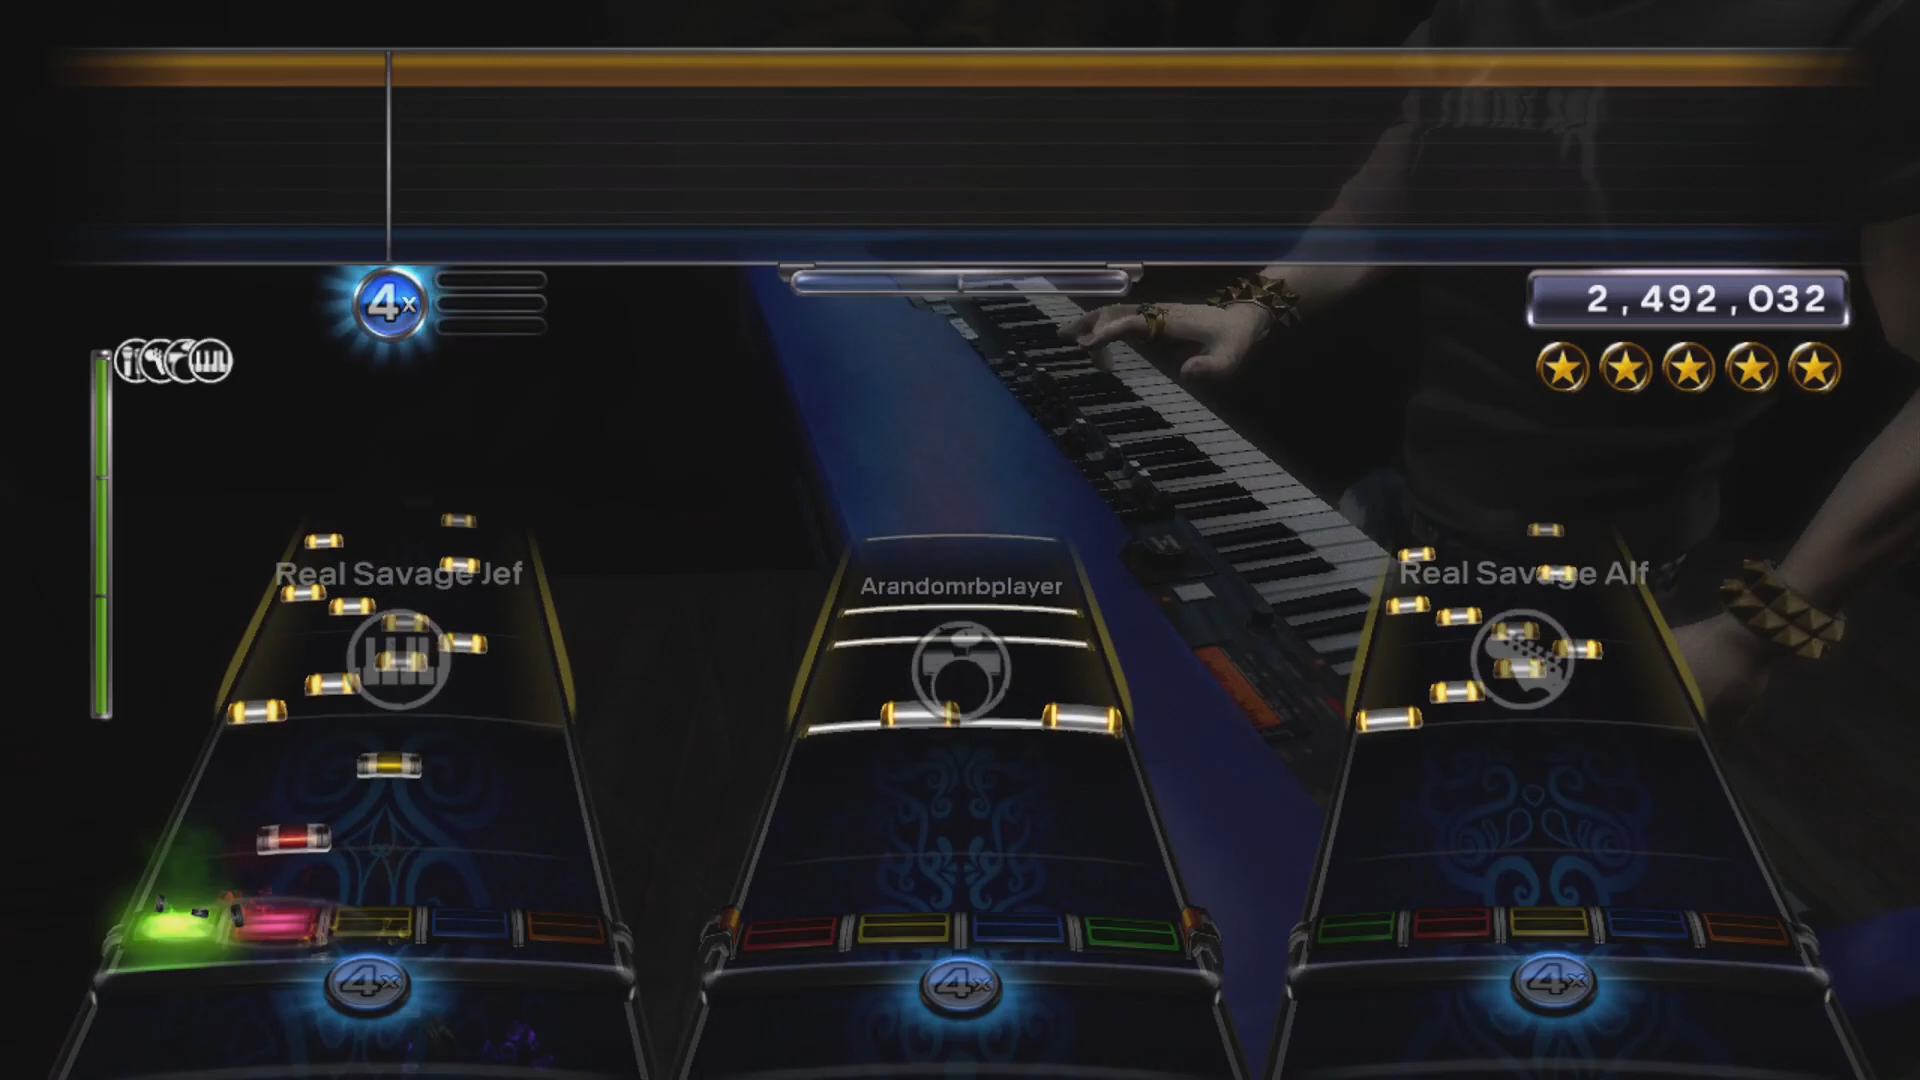 4x
2,492,032
Real Savage Jef
Arandomrbplayer
Real Savage Alf
4x
4x
4x